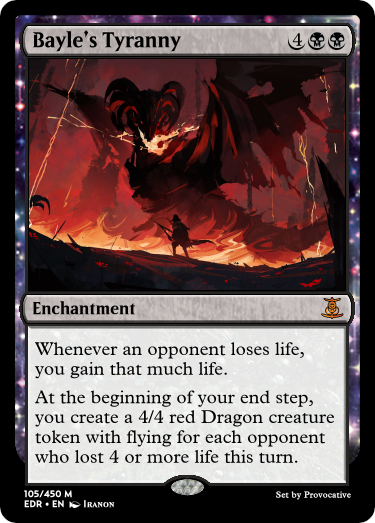 Bayle's Tyranny 4
Enchantment
Whenever an opponent loses life,
you gain that much life.
At the beginning of your end step,
you create a 4/4 red Dragon creature
token with flying for each opponent
who lost 4 or more life this turn.
105/450 M
Set by Provocative
EDR • EN Iranon